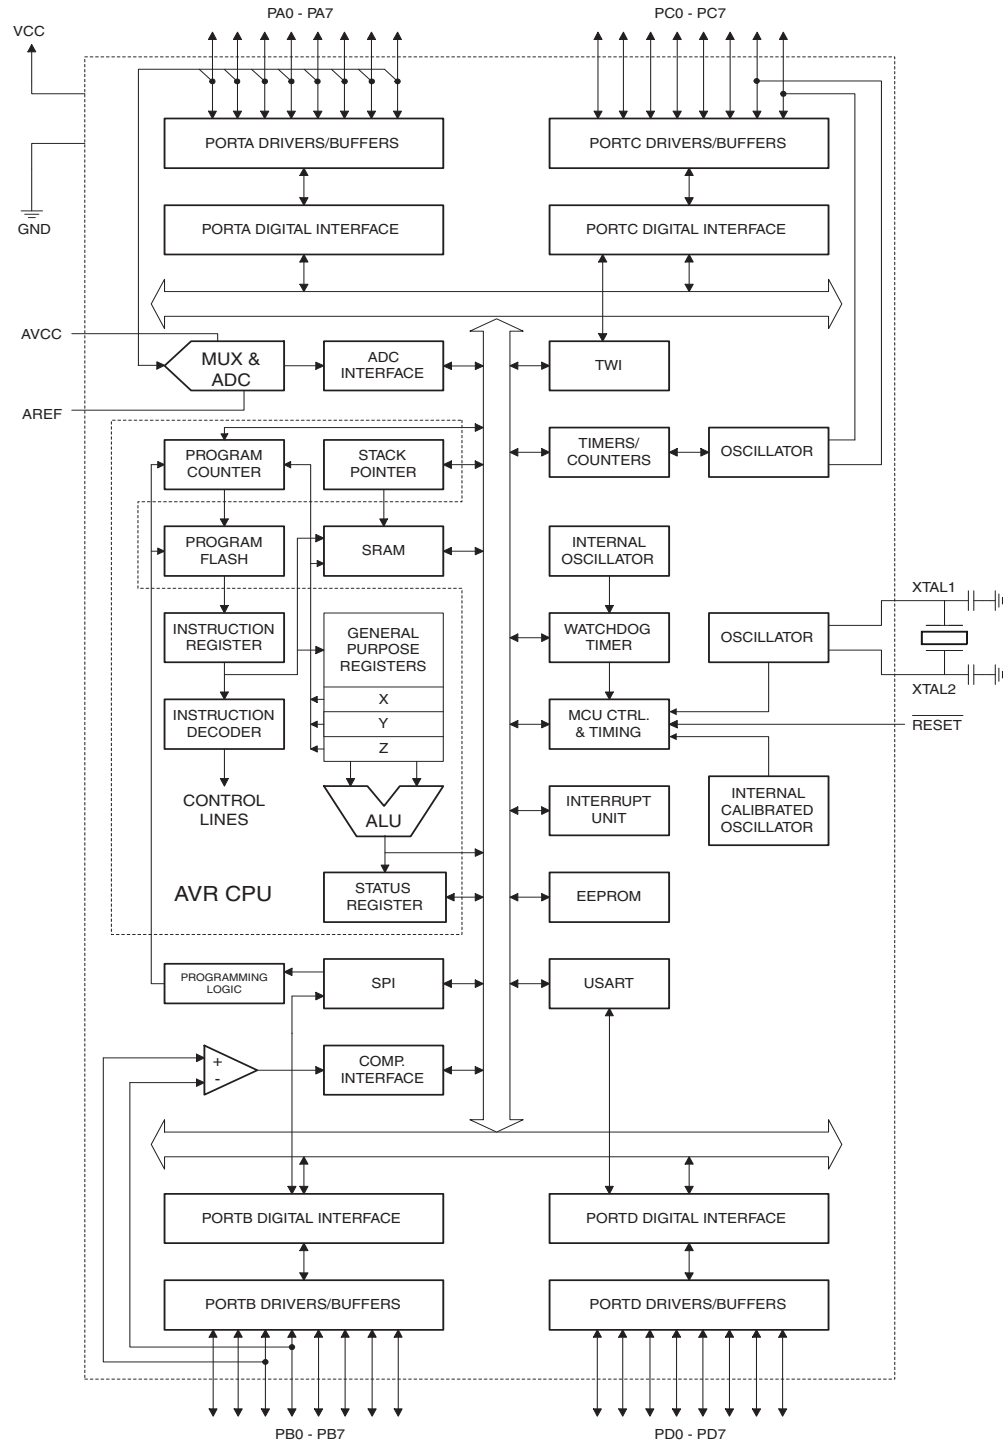 PA0 - PA7
PC0 - PC7
VCC
PORTA DRIVERS/BUFFERS
PORTC DRIVERS/BUFFERS
GND
PORTA DIGITAL INTERFACE
PORTC DIGITAL INTERFACE
AVCC
MUX &
ADC
ADC
INTERFACE
TWI
AREF
PROGRAM
COUNTER
STACK
POINTER
TIMERS/
COUNTERS
OSCILLATOR
PROGRAM
FLASH
SRAM
INTERNAL
OSCILLATOR
XTAL1
INSTRUCTION
REGISTER
GENERAL
PURPOSE
REGISTERS
WATCHDOG
TIMER
OSCILLATOR
X
XTAL2
INSTRUCTION
DECODER
Y
MCU CTRL.
& TIMING
RESET
Z
CONTROL
LINES
ALU
INTERRUPT
UNIT
INTERNAL
CALIBRATED
OSCILLATOR
AVR CPU
STATUS
REGISTER
EEPROM
PROGRAMMING
LOGIC
SPI
USART
+
-
COMP.
INTERFACE
PORTB DIGITAL INTERFACE
PORTD DIGITAL INTERFACE
PORTB DRIVERS/BUFFERS
PORTD DRIVERS/BUFFERS
PB0 - PB7
PD0 - PD7